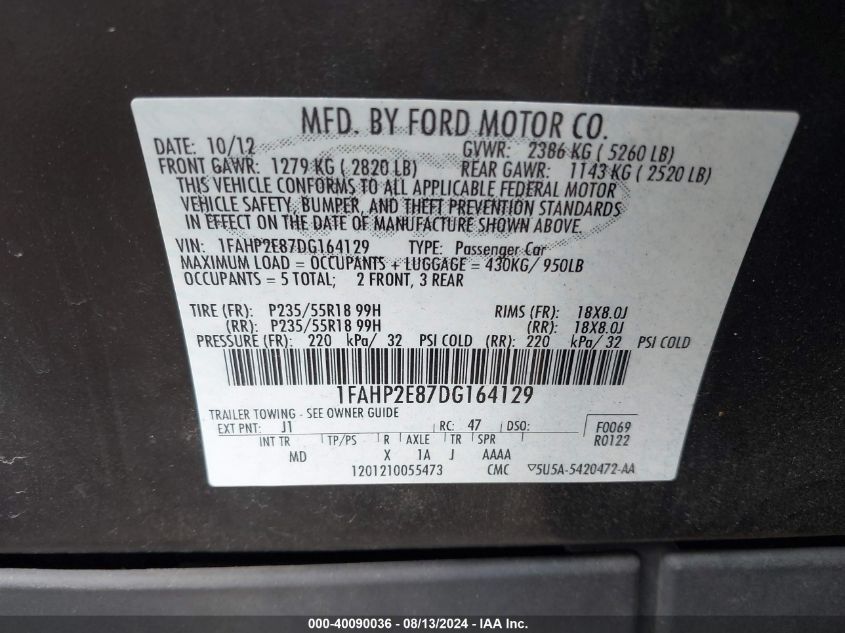 MFD. BY FORD MOTOR CO.
DATE: 10/12 GVWR: 2386 KG ( 5260 LB)
FRONT GAWR: 1279 KG ( 2820 LB) REAR GAWR: 1143 KG ( 2520 LB)
THIS VEHICLE CONFORMS TO ALL APPLICABLE FEDERAL MOTOR
VEHICLE SAFETY, BUMPER, AND THEFT PREVENTION STANDARDS
IN EFFECT ON THE DATE OF MANUFACTURE SHOWN ABOVE.
VIN: 1FAHP2E87DG164129 TYPE: Passenger Car
MAXIMUM LOAD = OCCUPANTS + LUGGAGE = 430KG/ 950LB
OCCUPANTS = 5 TOTAL; 2 FRONT, 3 REAR
TIRE (FR): P235/55R18 99H RIMS (FR): 18X8.0J
(RR): P235/55R18 99H (RR): 18X8.0J
PRESSURE (FR): 220 kPa/ 32 PSI COLD (RR): 220 kPa/ 32 PSI COLD
1FAHP2E87DG164129
TRAILER TOWING - SEE OWNER GUIDE
EXT PNT: J1 RC: 47 DSO: F0069
INT TR TP/PS R AXLE TR SPR R0122
MD X 1A J AAAA
1201210055473 CMC ▽5U5A-5420472-AA
000-40090036 - 08/13/2024 - IAA Inc.